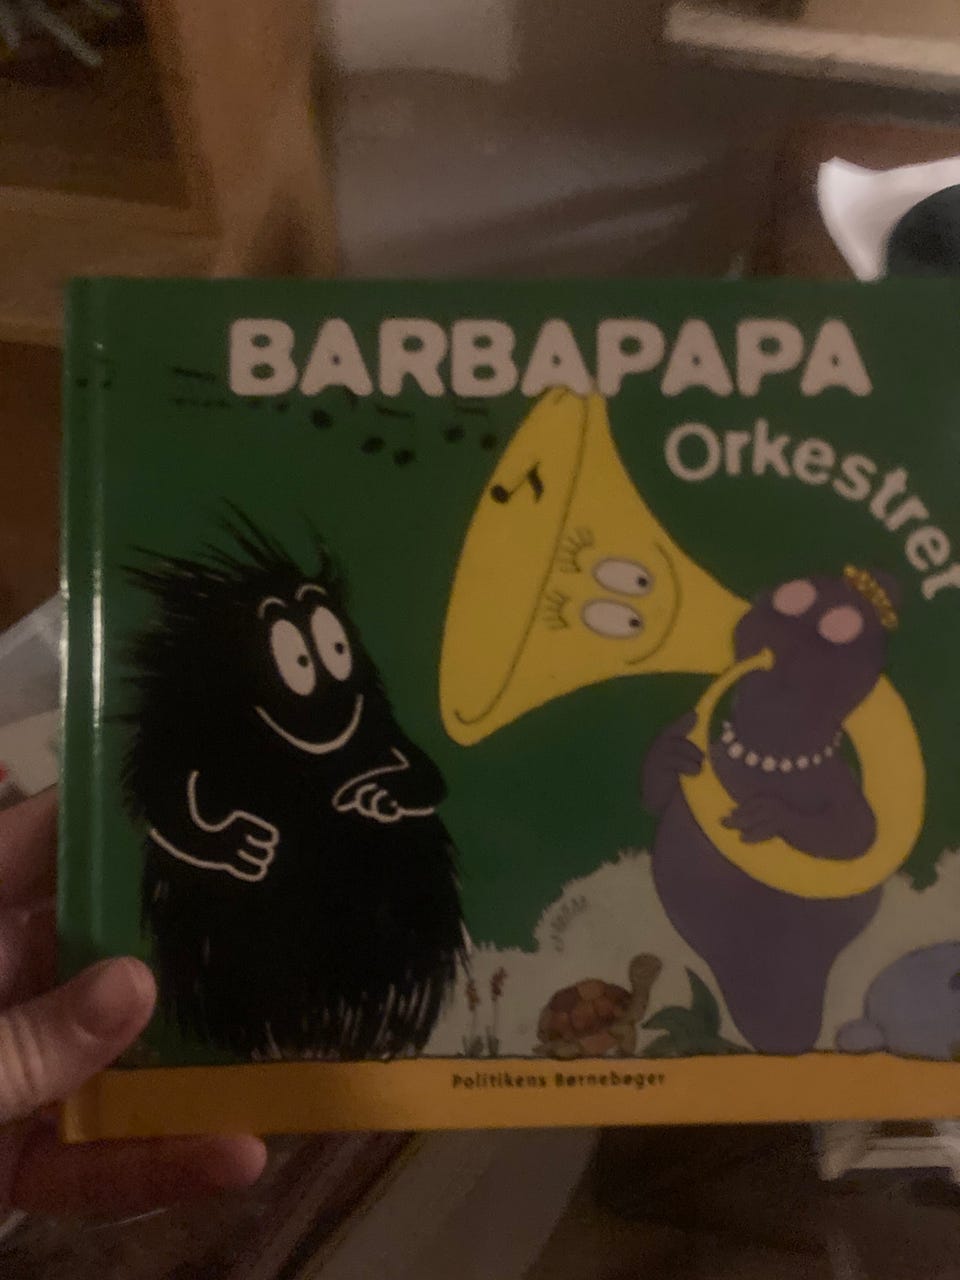 BARBAPAPA
Orkestret
Politikens Børnebøger